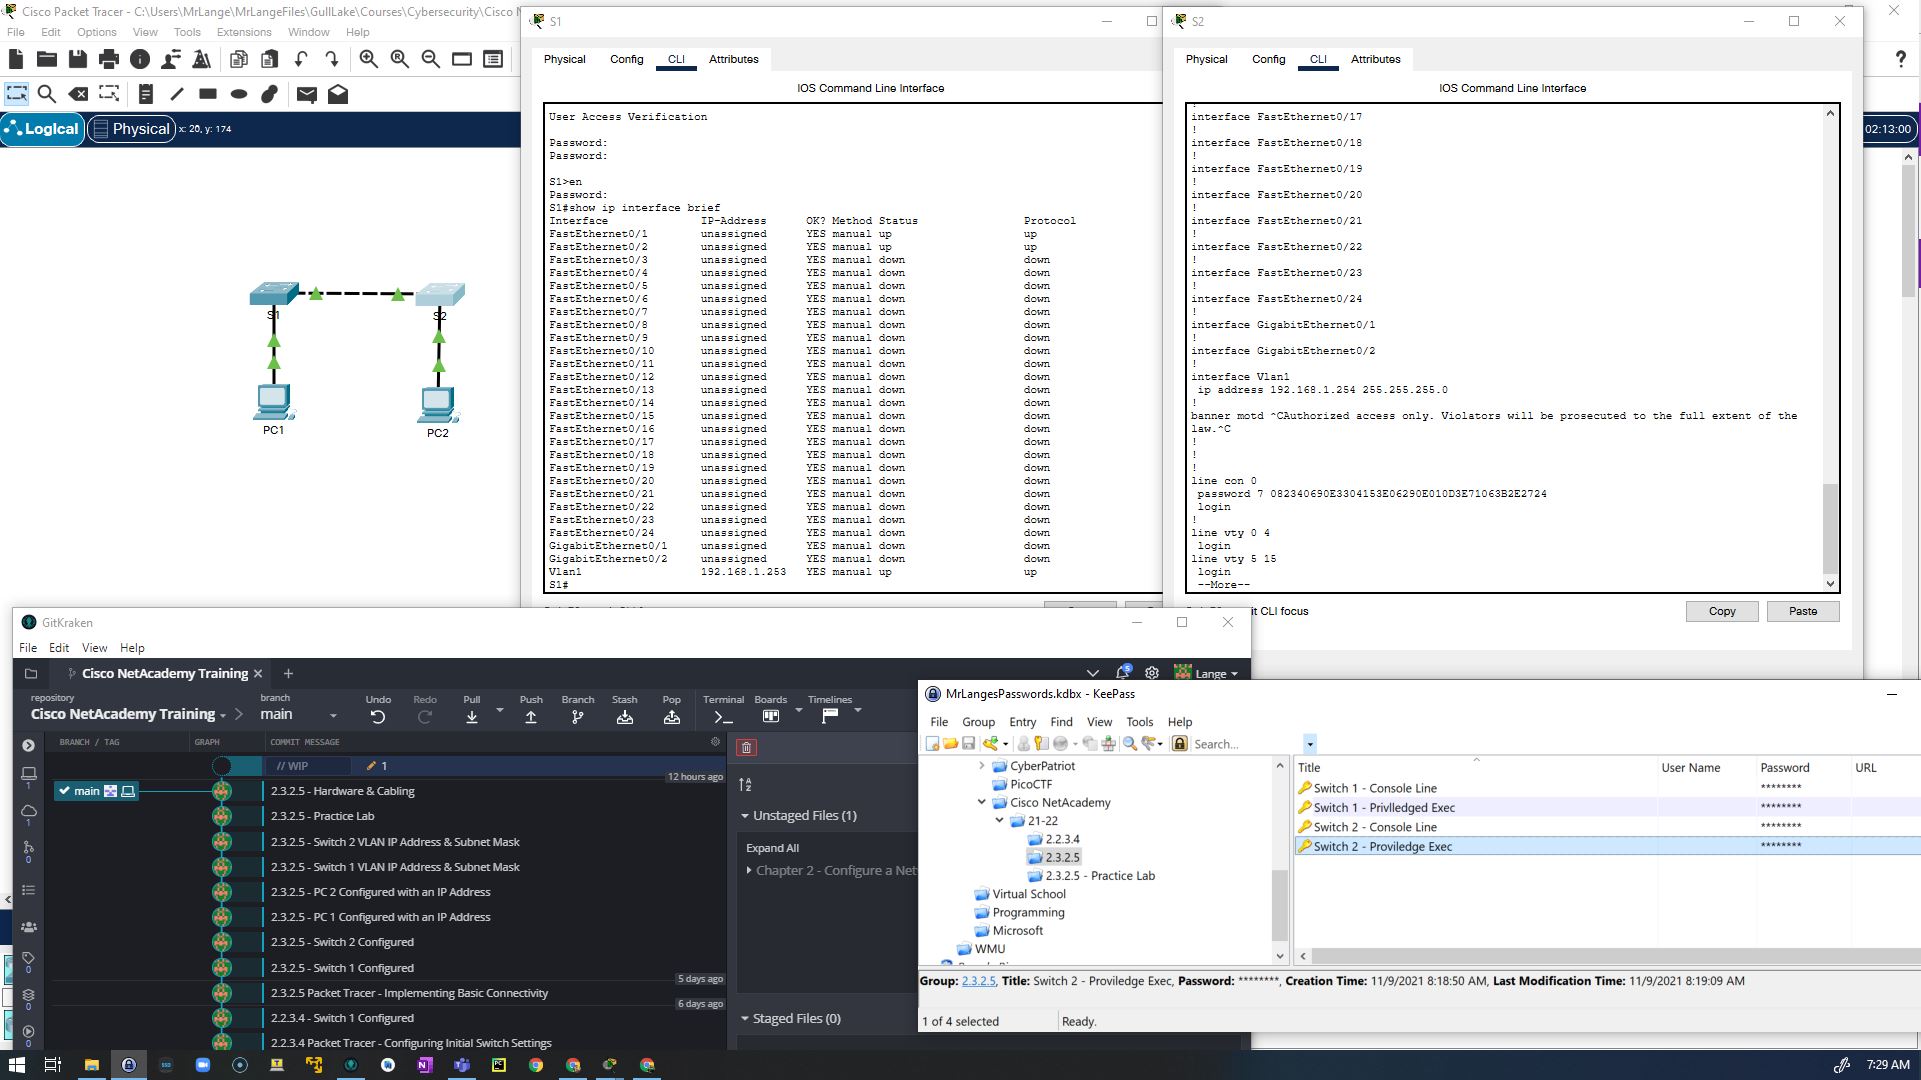 Cisco Packet Tracer - C:\Users\MrLange\MrLangeFiles\GullLake\Courses\Cybersecurity\Cisco N
File Edit Options View Tools Extensions Window Help
Logical Physical x: 26, y: 174
02:13:00
S1
S2
PC1
PC2
S1
Physical Config CLI Attributes
IOS Command Line Interface
User Access Verification
Password:
Password:
S1>en
Password:
S1#show ip interface brief
Interface IP-Address OK? Method Status Protocol
FastEthernet0/1 unassigned YES manual up up
FastEthernet0/2 unassigned YES manual up up
FastEthernet0/3 unassigned YES manual down down
FastEthernet0/4 unassigned YES manual down down
FastEthernet0/5 unassigned YES manual down down
FastEthernet0/6 unassigned YES manual down down
FastEthernet0/7 unassigned YES manual down down
FastEthernet0/8 unassigned YES manual down down
FastEthernet0/9 unassigned YES manual down down
FastEthernet0/10 unassigned YES manual down down
FastEthernet0/11 unassigned YES manual down down
FastEthernet0/12 unassigned YES manual down down
FastEthernet0/13 unassigned YES manual down down
FastEthernet0/14 unassigned YES manual down down
FastEthernet0/15 unassigned YES manual down down
FastEthernet0/16 unassigned YES manual down down
FastEthernet0/17 unassigned YES manual down down
FastEthernet0/18 unassigned YES manual down down
FastEthernet0/19 unassigned YES manual down down
FastEthernet0/20 unassigned YES manual down down
FastEthernet0/21 unassigned YES manual down down
FastEthernet0/22 unassigned YES manual down down
FastEthernet0/23 unassigned YES manual down down
FastEthernet0/24 unassigned YES manual down down
GigabitEthernet0/1 unassigned YES manual down down
GigabitEthernet0/2 unassigned YES manual down down
Vlan1 192.168.1.253 YES manual up up
S1#
S2
Physical Config CLI Attributes
IOS Command Line Interface
!
interface FastEthernet0/17
!
interface FastEthernet0/18
!
interface FastEthernet0/19
!
interface FastEthernet0/20
!
interface FastEthernet0/21
!
interface FastEthernet0/22
!
interface FastEthernet0/23
!
interface FastEthernet0/24
!
interface GigabitEthernet0/1
!
interface GigabitEthernet0/2
!
interface Vlan1
ip address 192.168.1.254 255.255.255.0
!
banner motd ^CAuthorized access only. Violators will be prosecuted to the full extent of the
law.^C
!
!
!
line con 0
password 7 082340690E3304153E06290E010D3E71063B2E2724
login
!
line vty 0 4
login
line vty 5 15
login
--More--
it CLI focus
Copy Paste
GitKraken
File Edit View Help
Cisco NetAcademy Training
5 Lange
repository branch Undo Redo Pull Push Branch Stash Pop Terminal Boards Timelines
Cisco NetAcademy Training main
BRANCH / TAG GRAPH COMMIT MESSAGE
// WIP 1
12 hours ago
main 2.3.2.5 - Hardware & Cabling
2.3.2.5 - Practice Lab
2.3.2.5 - Switch 2 VLAN IP Address & Subnet Mask
2.3.2.5 - Switch 1 VLAN IP Address & Subnet Mask
2.3.2.5 - PC 2 Configured with an IP Address
2.3.2.5 - PC 1 Configured with an IP Address
2.3.2.5 - Switch 2 Configured
2.3.2.5 - Switch 1 Configured
5 days ago
2.3.2.5 Packet Tracer - Implementing Basic Connectivity
6 days ago
2.2.3.4 - Switch 1 Configured
2.2.3.4 Packet Tracer - Configuring Initial Switch Settings
1
1
0
0
0
0
Unstaged Files (1)
Expand All
Chapter 2 - Configure a Net
Staged Files (0)
MrLangesPasswords.kdbx - KeePass
File Group Entry Find View Tools Help
Search...
CyberPatriot
PicoCTF
Cisco NetAcademy
21-22
2.2.3.4
2.3.2.5
2.3.2.5 - Practice Lab
Virtual School
Programming
Microsoft
WMU
Title User Name Password URL
Switch 1 - Console Line ********
Switch 1 - Privlledged Exec ********
Switch 2 - Console Line ********
Switch 2 - Proviledge Exec ********
Group: 2.3.2.5, Title: Switch 2 - Proviledge Exec, Password: ********, Creation Time: 11/9/2021 8:18:50 AM, Last Modification Time: 11/9/2021 8:19:09 AM
1 of 4 selected Ready.
7:29 AM